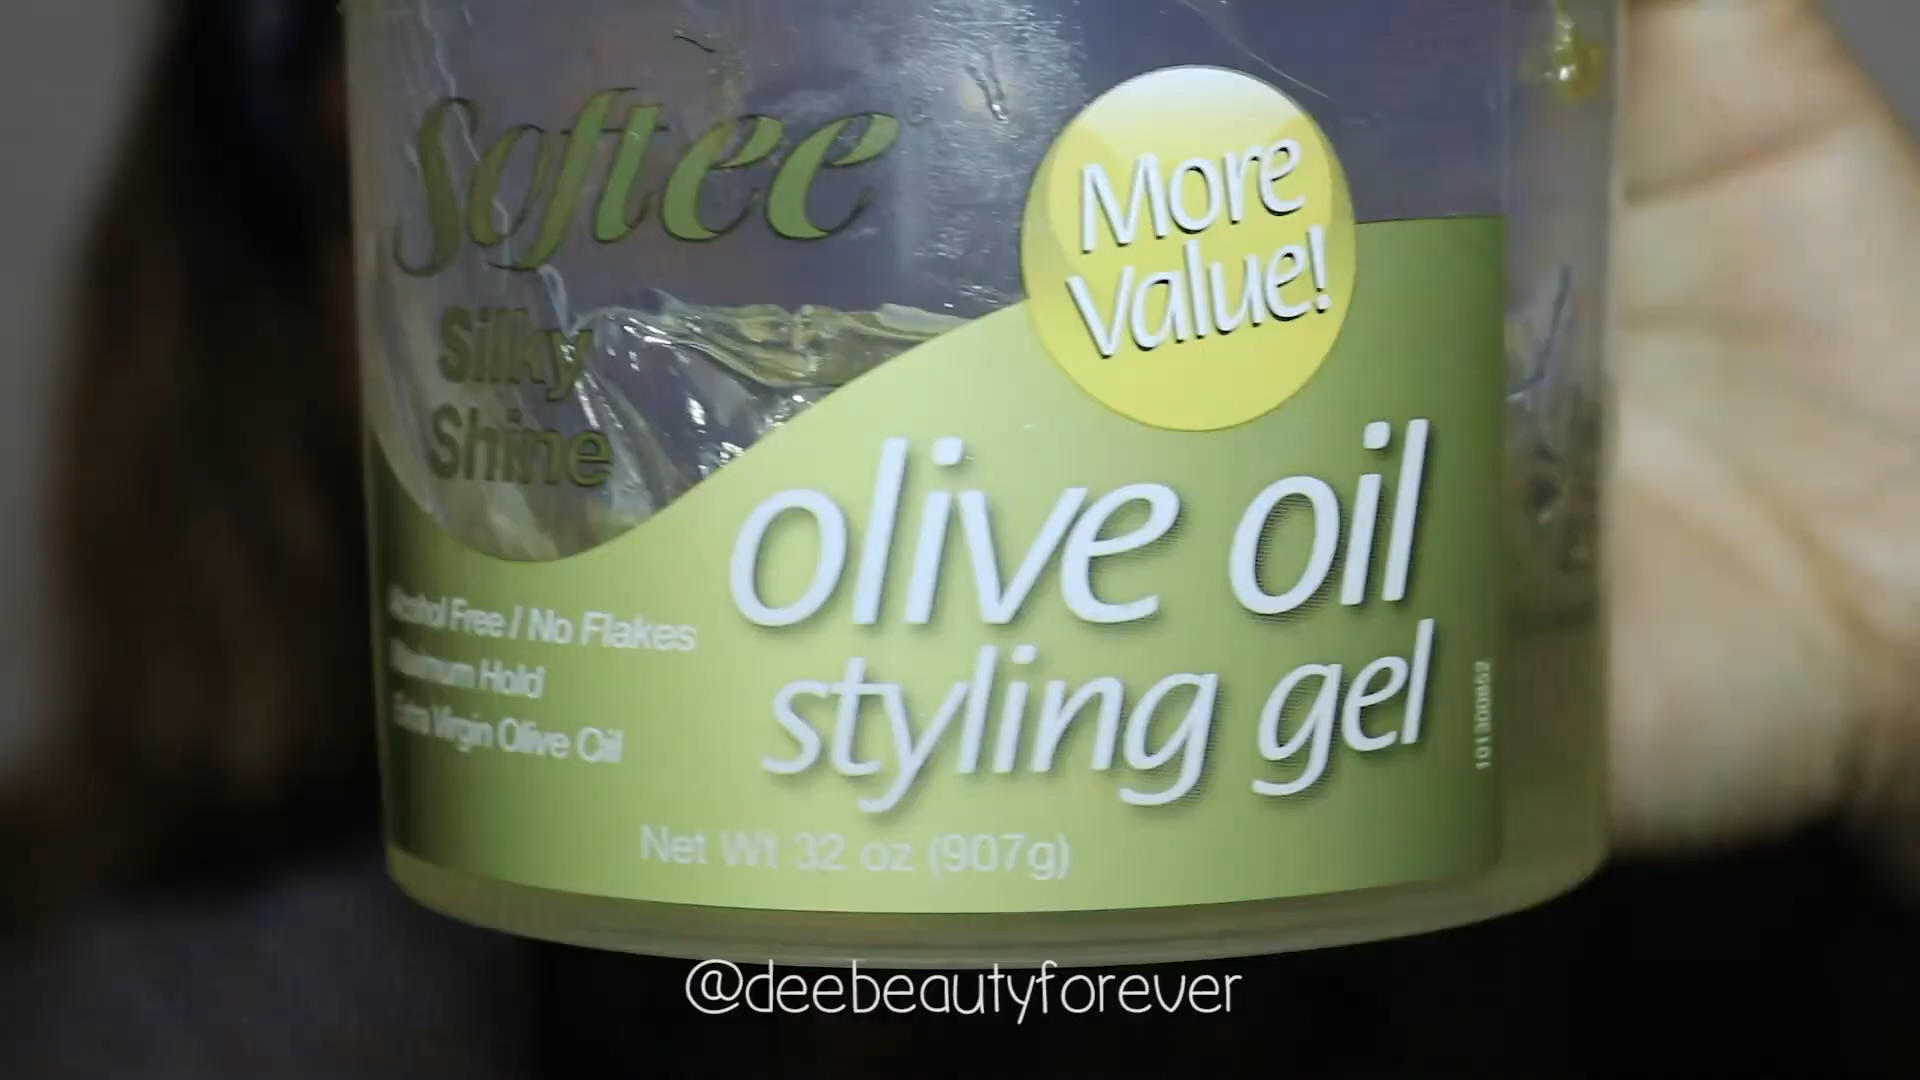 Softee®
Silky
Shine
More
Value!
olive oil
styling gel
Alcohol Free / No Flakes
Maximum Hold
Extra Virgin Olive Oil
Net Wt 32 oz (907g)
101300852
@deebeautyforever